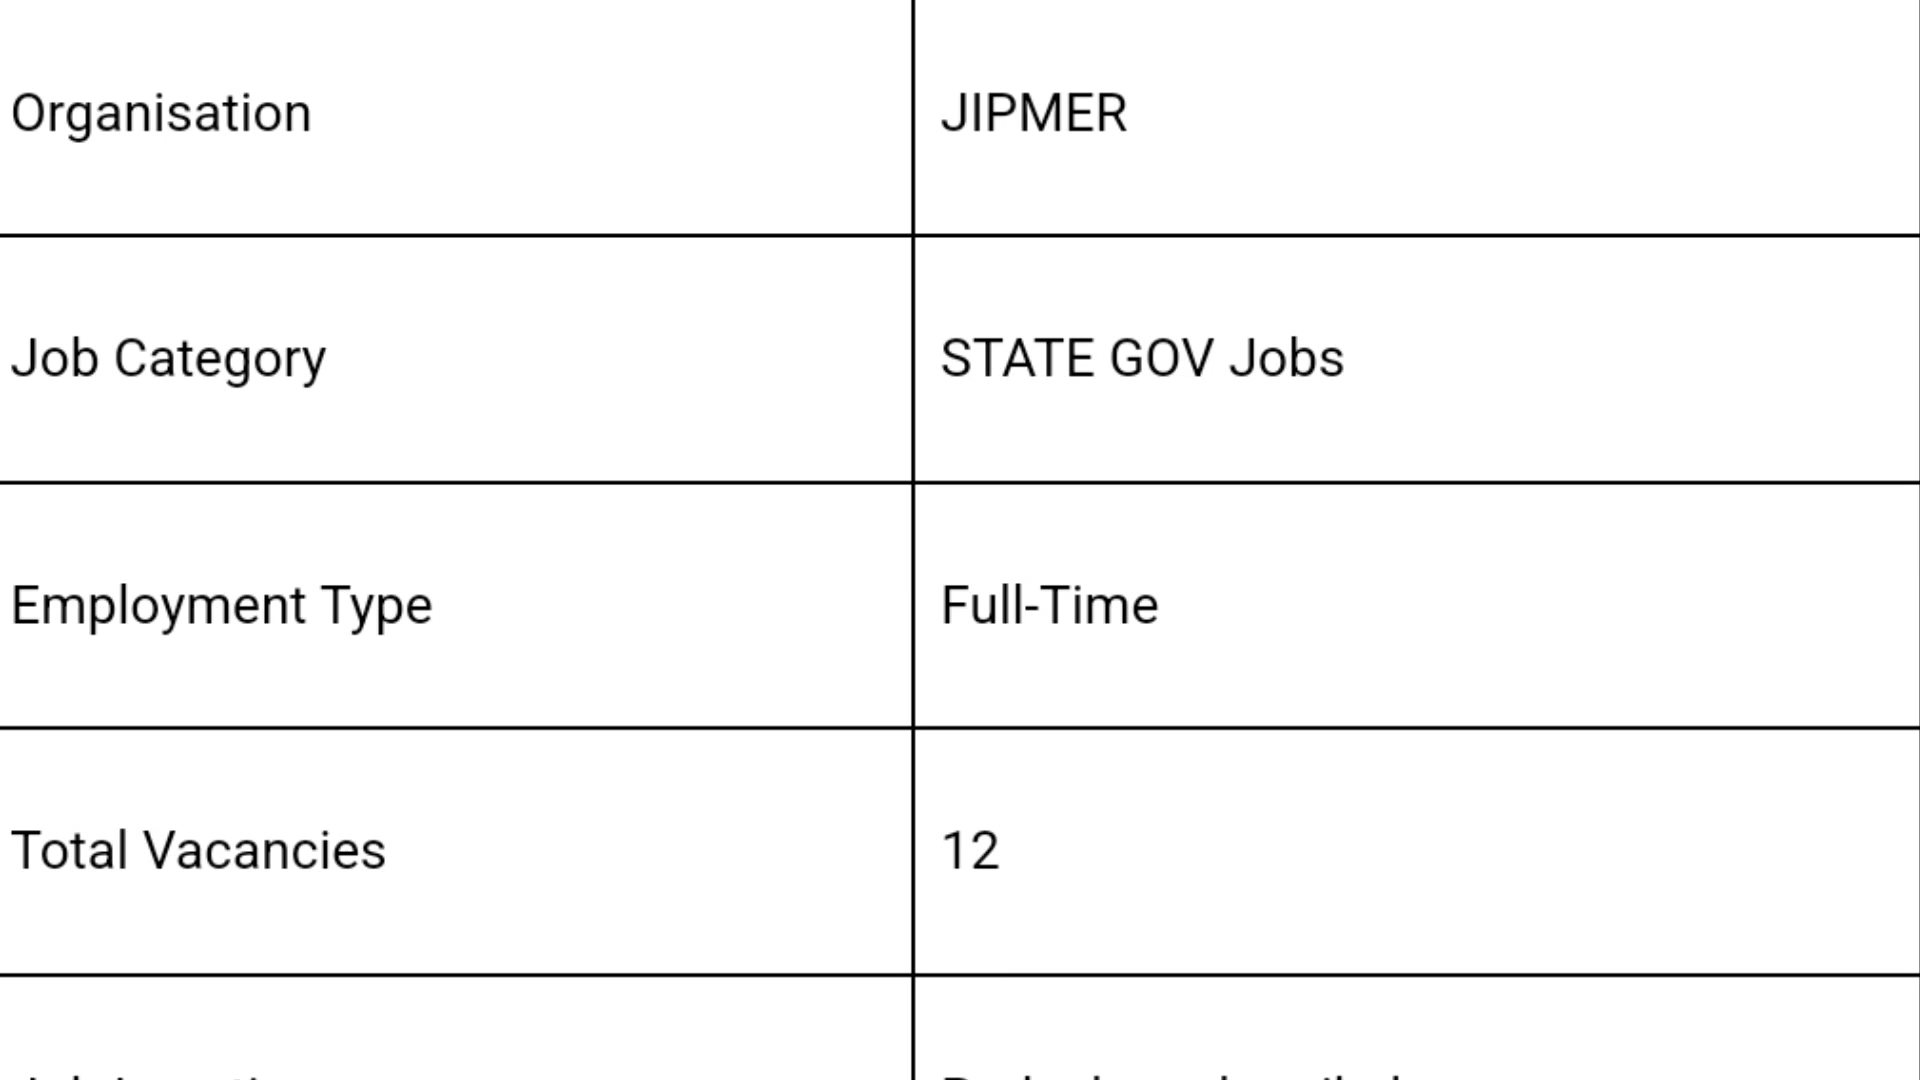 Organisation
JIPMER
Job Category
STATE GOV Jobs
Employment Type
Full-Time
Total Vacancies
12